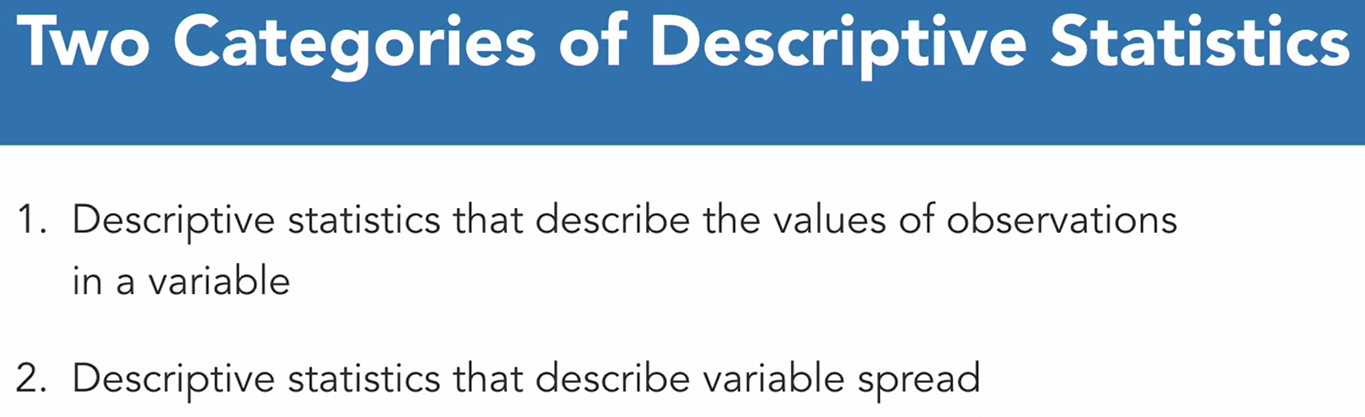 Two Categories of Descriptive Statistics
1. Descriptive statistics that describe the values of observations
in a variable
2. Descriptive statistics that describe variable spread